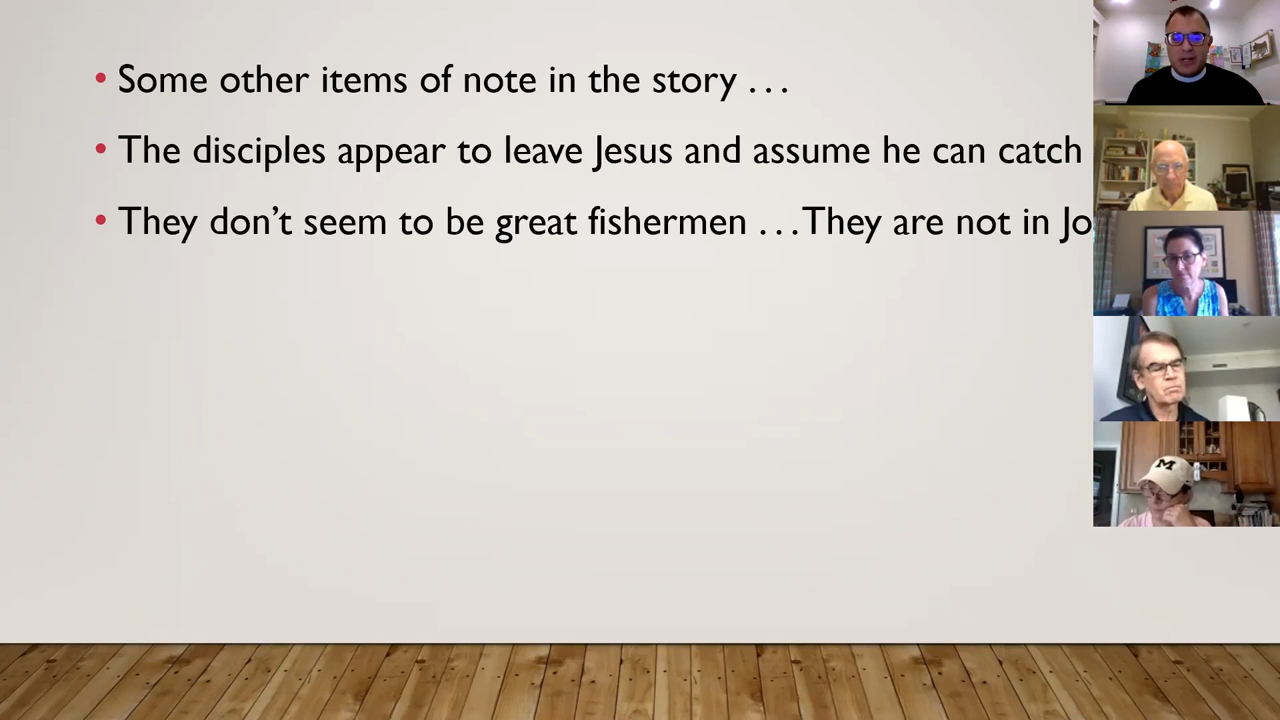 • Some other items of note in the story . . .
• The disciples appear to leave Jesus and assume he can catch
• They don’t seem to be great fishermen . . .They are not in Jo
M